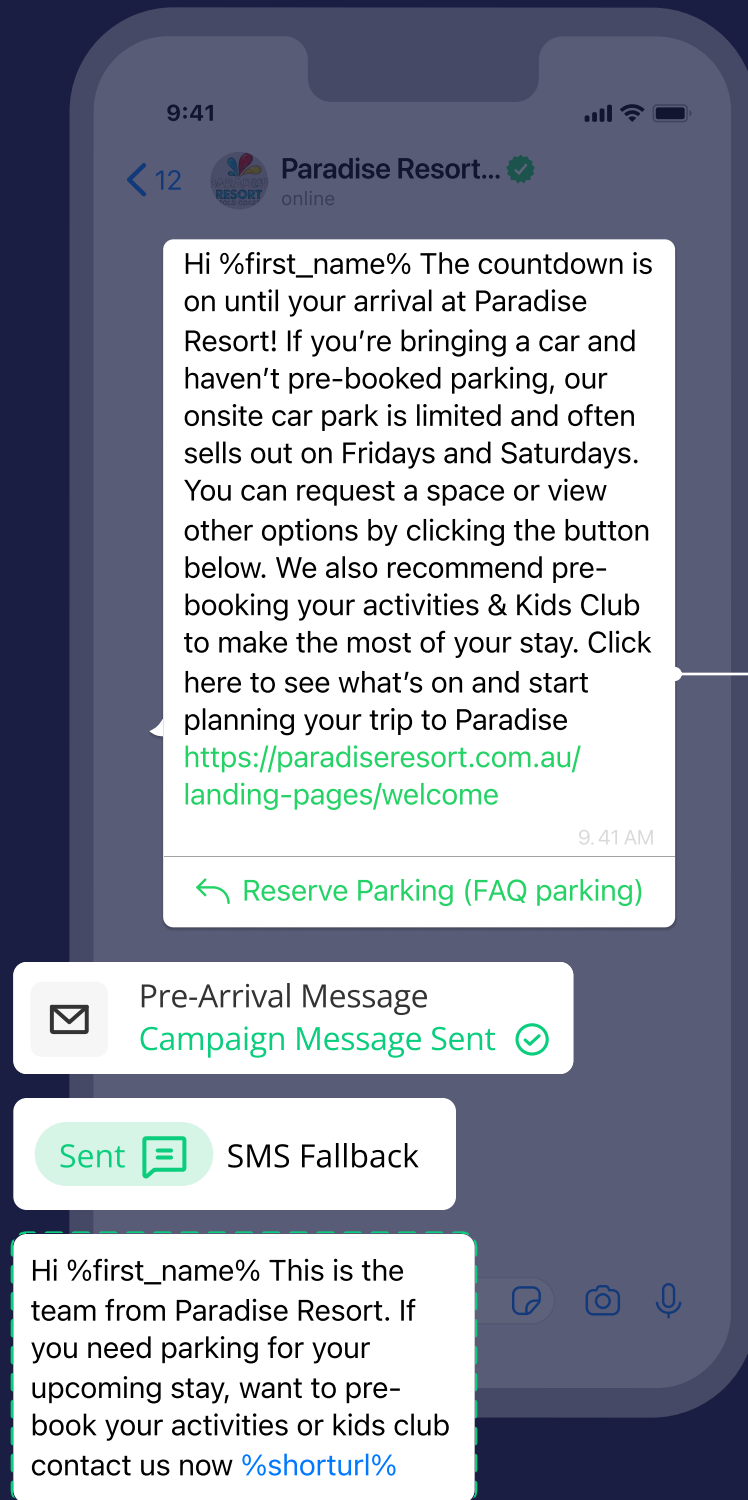 9:41
12
Paradise Resort...
RESORT
online
Hi %first_name% The countdown is
on until your arrival at Paradise
Resort! If you’re bringing a car and
haven’t pre-booked parking, our
onsite car park is limited and often
sells out on Fridays and Saturdays.
You can request a space or view
other options by clicking the button
below. We also recommend pre-
booking your activities & Kids Club
to make the most of your stay. Click
here to see what’s on and start
planning your trip to Paradise
https://paradiseresort.com.au/
landing-pages/welcome
9.41 AM
Reserve Parking (FAQ parking)
Pre-Arrival Message
Campaign Message Sent
Sent SMS Fallback
Hi %first_name% This is the
team from Paradise Resort. If
you need parking for your
upcoming stay, want to pre-
book your activities or kids club
contact us now %shorturl%